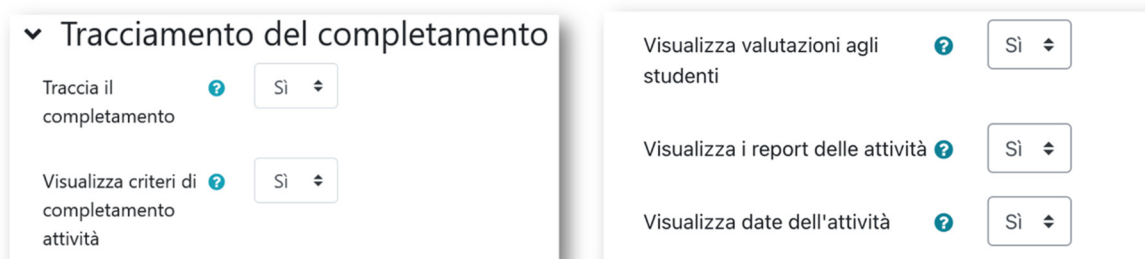 Tracciamento del completamento
Traccia il
completamento
Sì
Visualizza criteri di
completamento
attività
Sì
Visualizza valutazioni agli
studenti
Sì
Visualizza i report delle attività
Sì
Visualizza date dell'attività
Sì